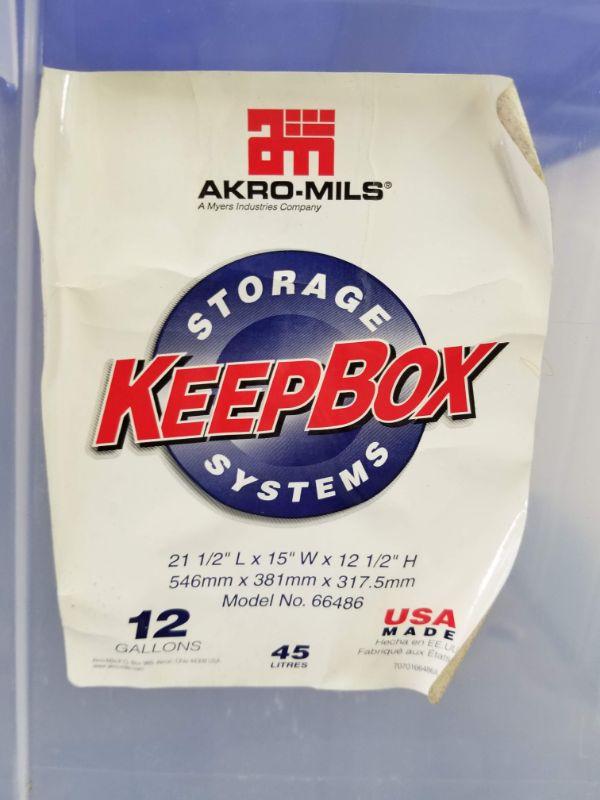 AKRO-MILS®
A Myers Industries Company
STORAGE
KEEPBOX
SYSTEMS
21 1/2" L x 15" W x 12 1/2" H
546mm x 381mm x 317.5mm
Model No. 66486
12
GALLONS
45
LITRES
USA
MADE
Hecha en EE.UU
Fabriqué aux États